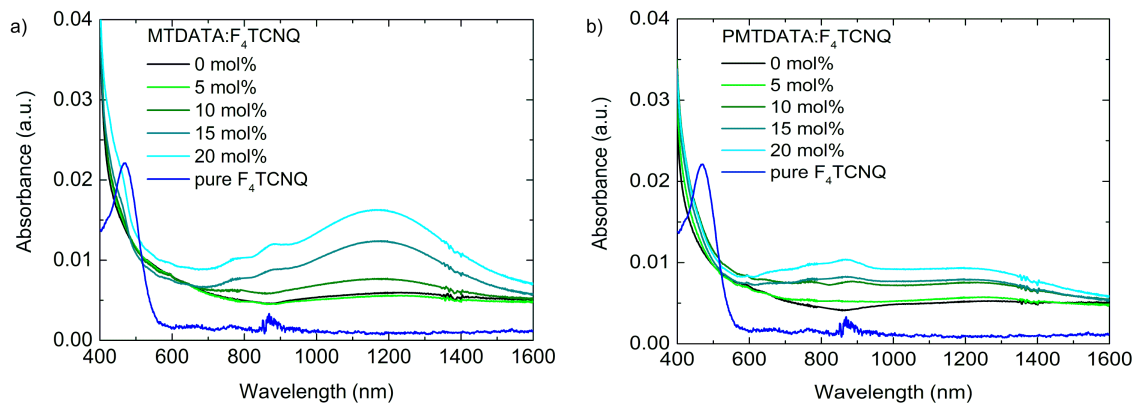 a)
MTDATA:F₄TCNQ
0 mol%
5 mol%
10 mol%
15 mol%
20 mol%
pure F₄TCNQ
0.04
0.03
0.02
0.01
0.00
Absorbance (a.u.)
400 600 800 1000 1200 1400 1600
Wavelength (nm)
b)
PMTDATA:F₄TCNQ
0 mol%
5 mol%
10 mol%
15 mol%
20 mol%
pure F₄TCNQ
0.04
0.03
0.02
0.01
0.00
Absorbance (a.u.)
400 600 800 1000 1200 1400 1600
Wavelength (nm)